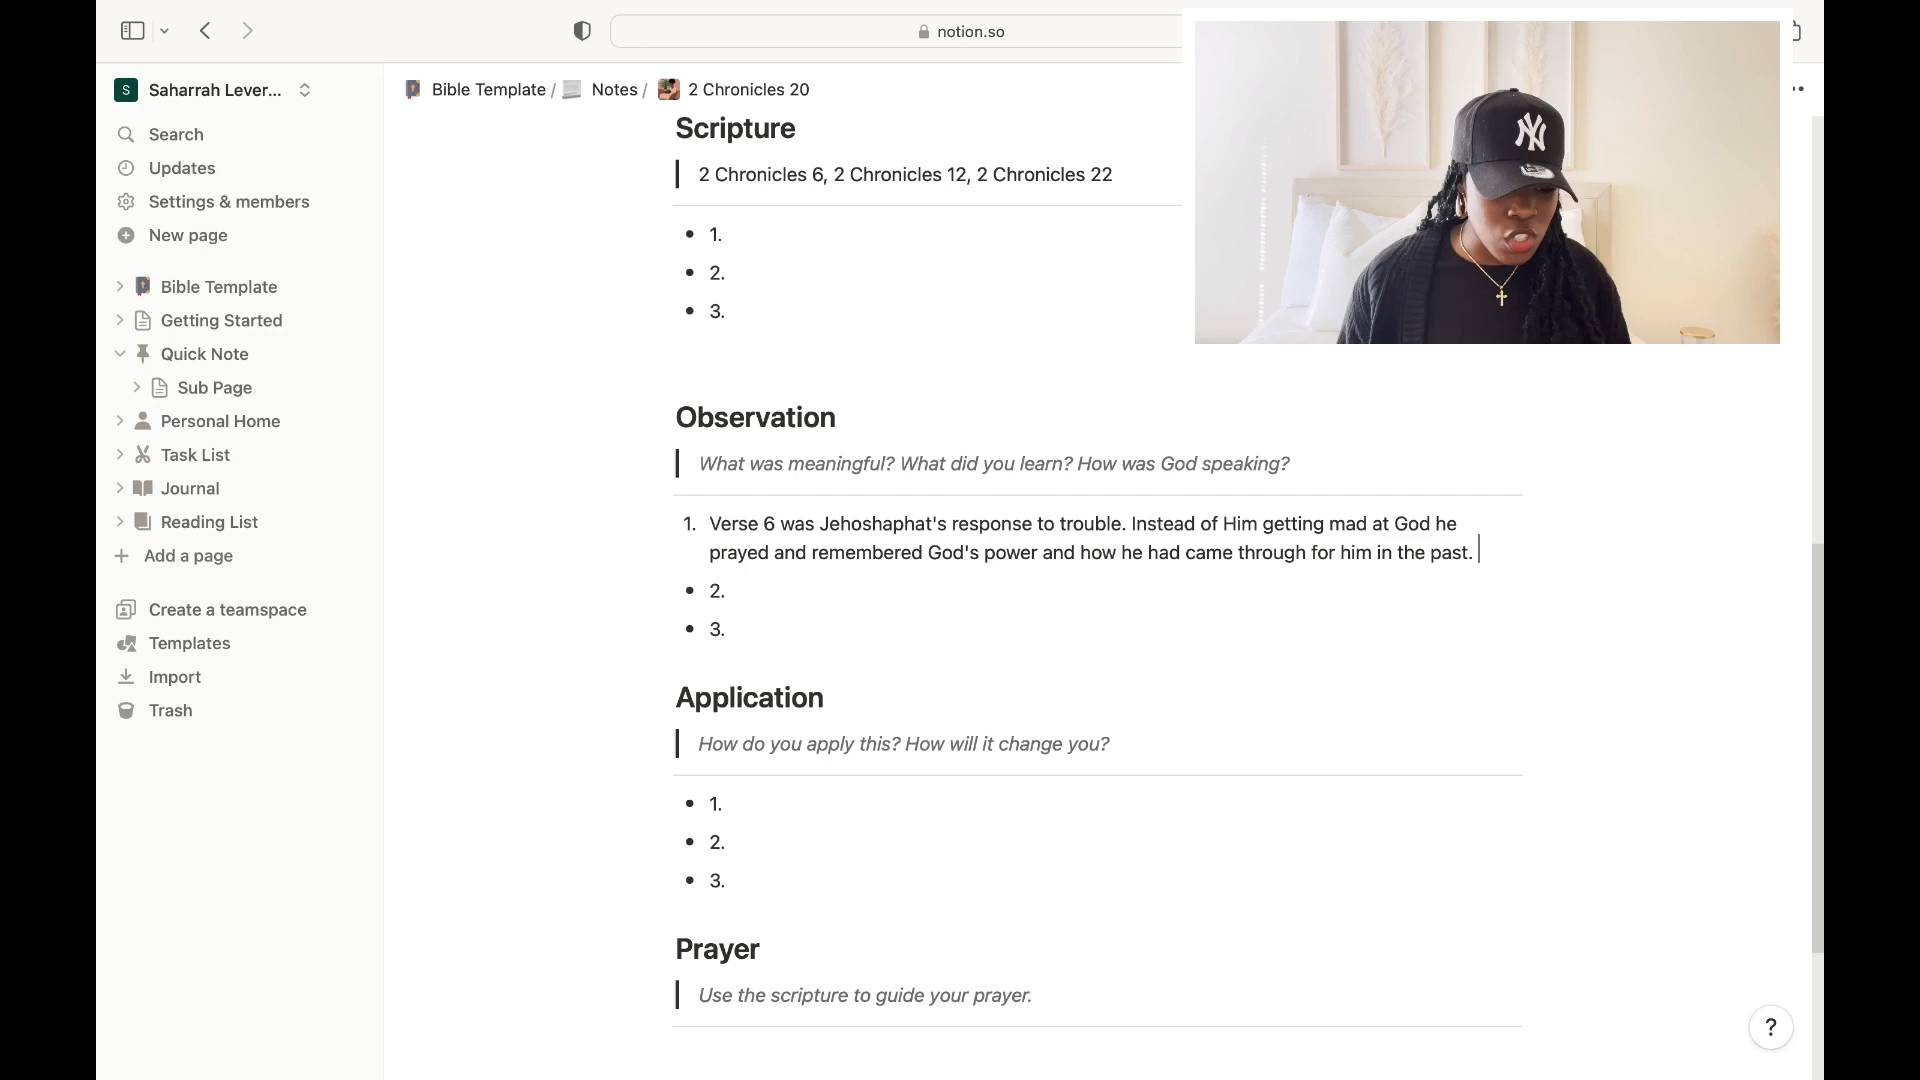 notion.so
S Saharrah Lever...
Bible Template / Notes / 2 Chronicles 20
Search
Updates
Settings & members
New page
Bible Template
Getting Started
Quick Note
Sub Page
Personal Home
Task List
Journal
Reading List
Add a page
Create a teamspace
Templates
Import
Trash
Scripture
2 Chronicles 6, 2 Chronicles 12, 2 Chronicles 22
• 1.
• 2.
• 3.
Observation
What was meaningful? What did you learn? How was God speaking?
1. Verse 6 was Jehoshaphat's response to trouble. Instead of Him getting mad at God he
prayed and remembered God's power and how he had came through for him in the past.
• 2.
• 3.
Application
How do you apply this? How will it change you?
• 1.
• 2.
• 3.
Prayer
Use the scripture to guide your prayer.
?
NY